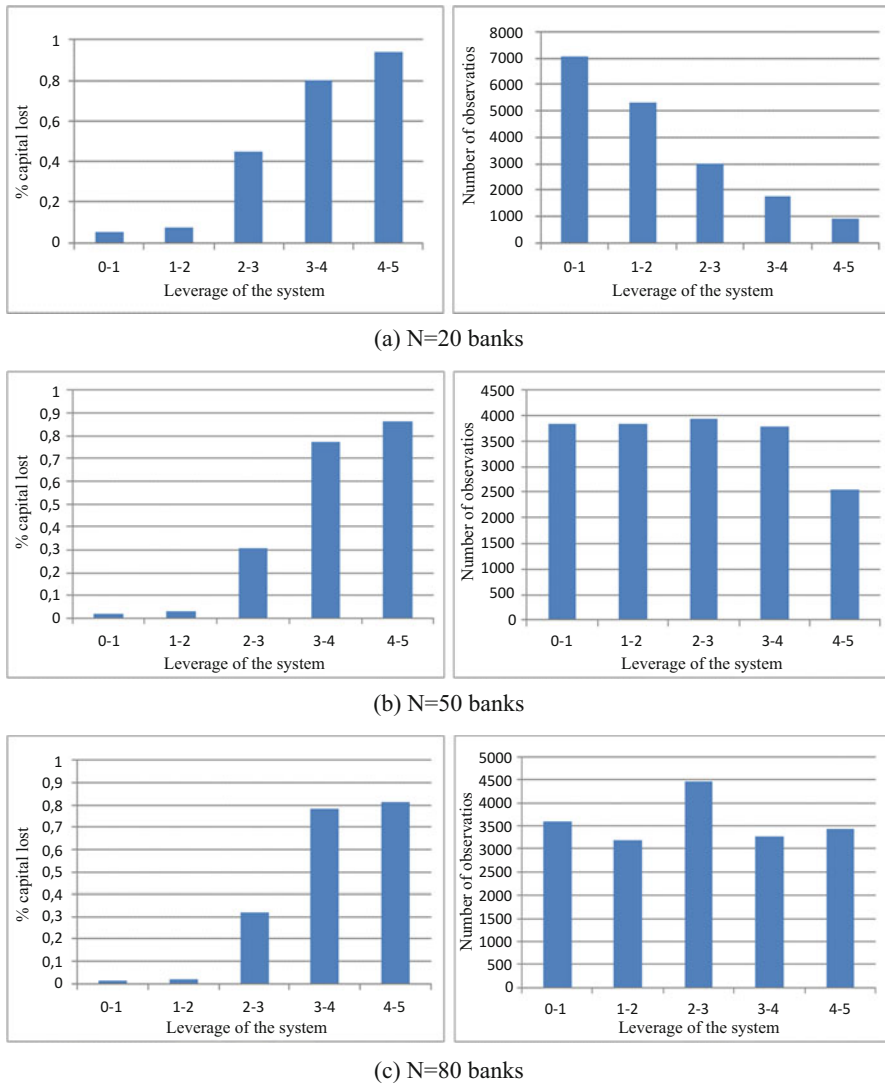 % capital lost
1
0,8
0,6
0,4
0,2
0
0-1 1-2 2-3 3-4 4-5
Leverage of the system
Number of observatios
8000
7000
6000
5000
4000
3000
2000
1000
0
0-1 1-2 2-3 3-4 4-5
Leverage of the system
(a) N=20 banks
% capital lost
1
0,9
0,8
0,7
0,6
0,5
0,4
0,3
0,2
0,1
0
0-1 1-2 2-3 3-4 4-5
Leverage of the system
Number of observatios
4500
4000
3500
3000
2500
2000
1500
1000
500
0
0-1 1-2 2-3 3-4 4-5
Leverage of the system
(b) N=50 banks
% capital lost
1
0,9
0,8
0,7
0,6
0,5
0,4
0,3
0,2
0,1
0
0-1 1-2 2-3 3-4 4-5
Leverage of the system
Number of observatios
5000
4500
4000
3500
3000
2500
2000
1500
1000
500
0
0-1 1-2 2-3 3-4 4-5
Leverage of the system
(c) N=80 banks